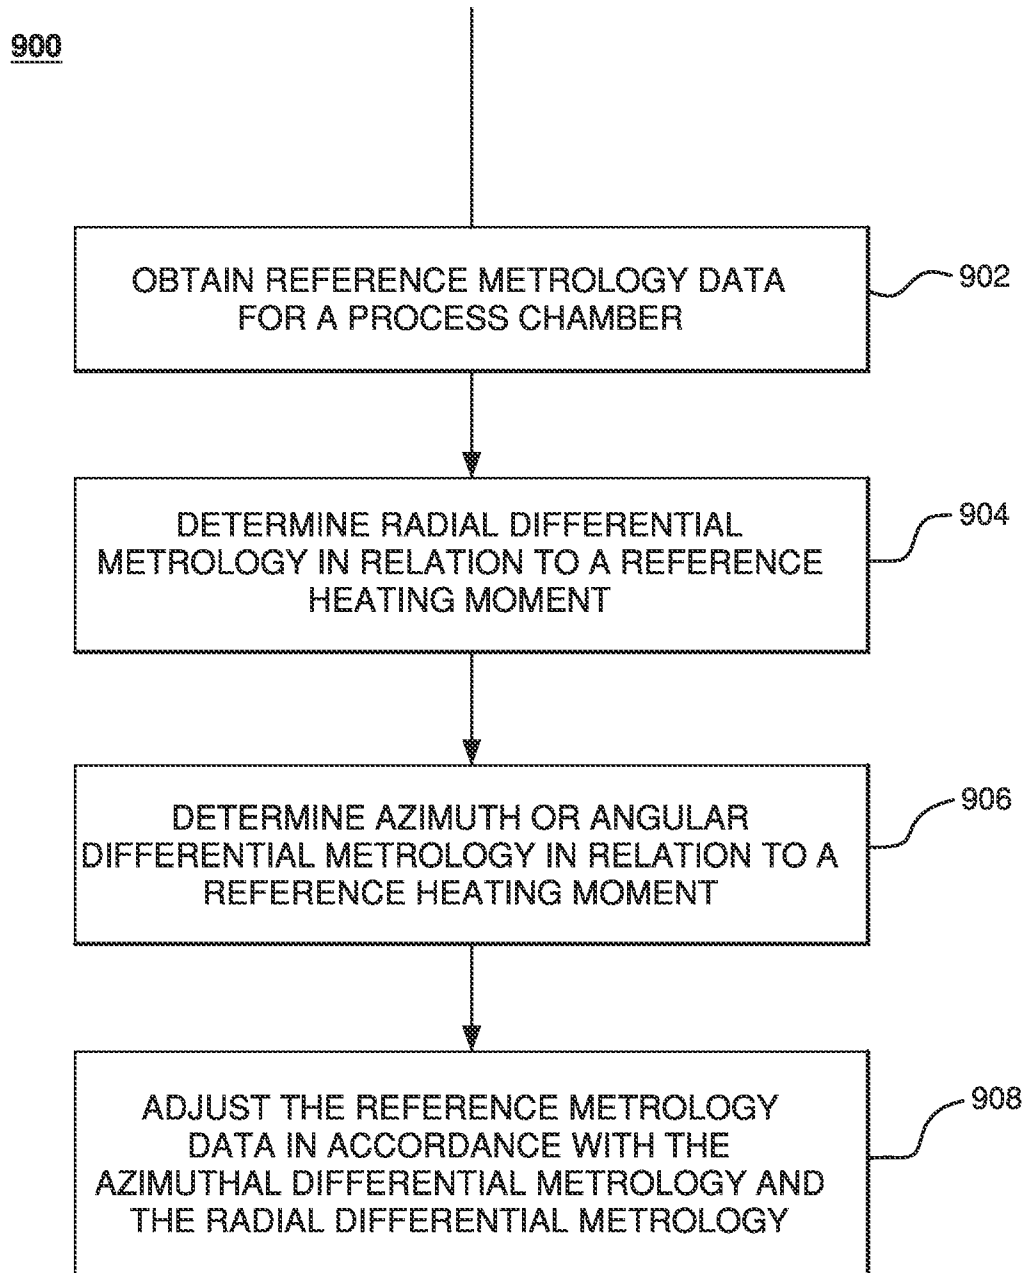 900
OBTAIN REFERENCE METROLOGY DATA
FOR A PROCESS CHAMBER
902
DETERMINE RADIAL DIFFERENTIAL
METROLOGY IN RELATION TO A REFERENCE
HEATING MOMENT
904
DETERMINE AZIMUTH OR ANGULAR
DIFFERENTIAL METROLOGY IN RELATION TO A
REFERENCE HEATING MOMENT
906
ADJUST THE REFERENCE METROLOGY
DATA IN ACCORDANCE WITH THE
AZIMUTHAL DIFFERENTIAL METROLOGY AND
THE RADIAL DIFFERENTIAL METROLOGY
908